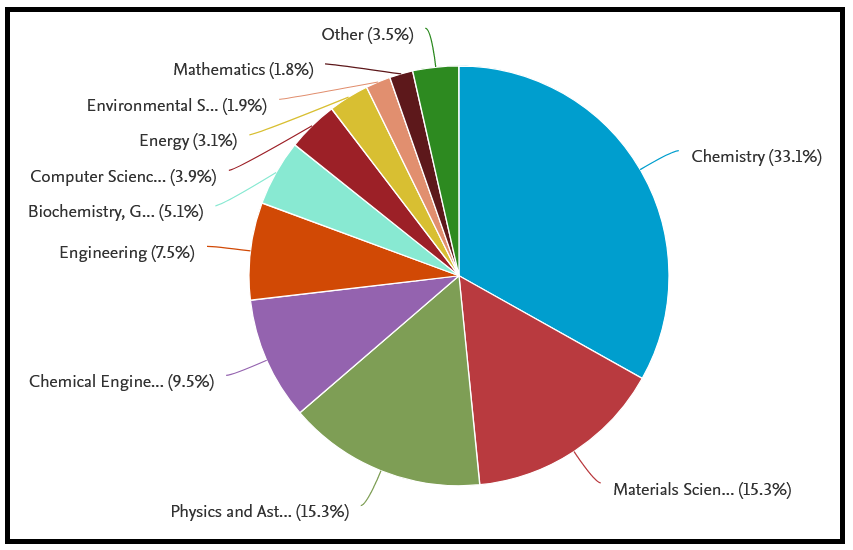 Other (3.5%)
Mathematics (1.8%)
Environmental S... (1.9%)
Energy (3.1%)
Computer Scienc... (3.9%)
Biochemistry, G... (5.1%)
Engineering (7.5%)
Chemical Engine... (9.5%)
Physics and Ast... (15.3%)
Chemistry (33.1%)
Materials Scien... (15.3%)